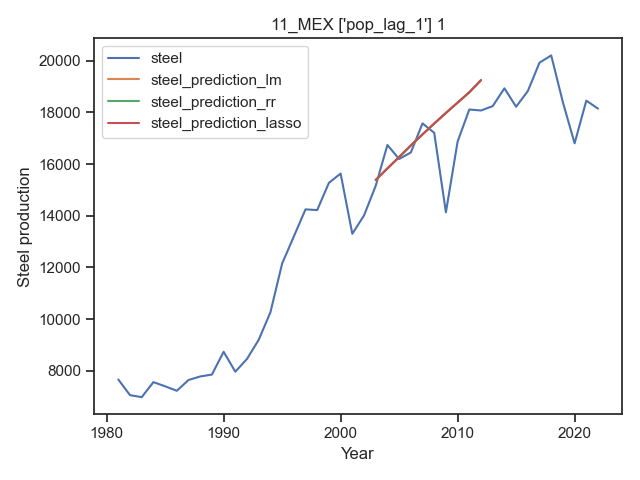 11_MEX ['pop_lag_1'] 1
steel
steel_prediction_lm
steel_prediction_rr
steel_prediction_lasso
Steel production
20000
18000
16000
14000
12000
10000
8000
1980
1990
2000
2010
2020
Year